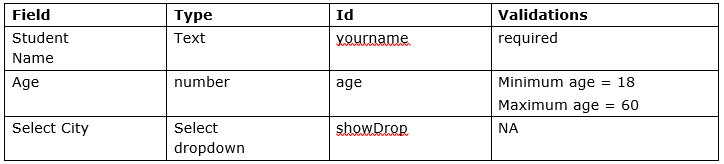 Field Type Id Validations
Student Name Text yourname required
Age number age Minimum age = 18
Maximum age = 60
Select City Select dropdown showDrop NA